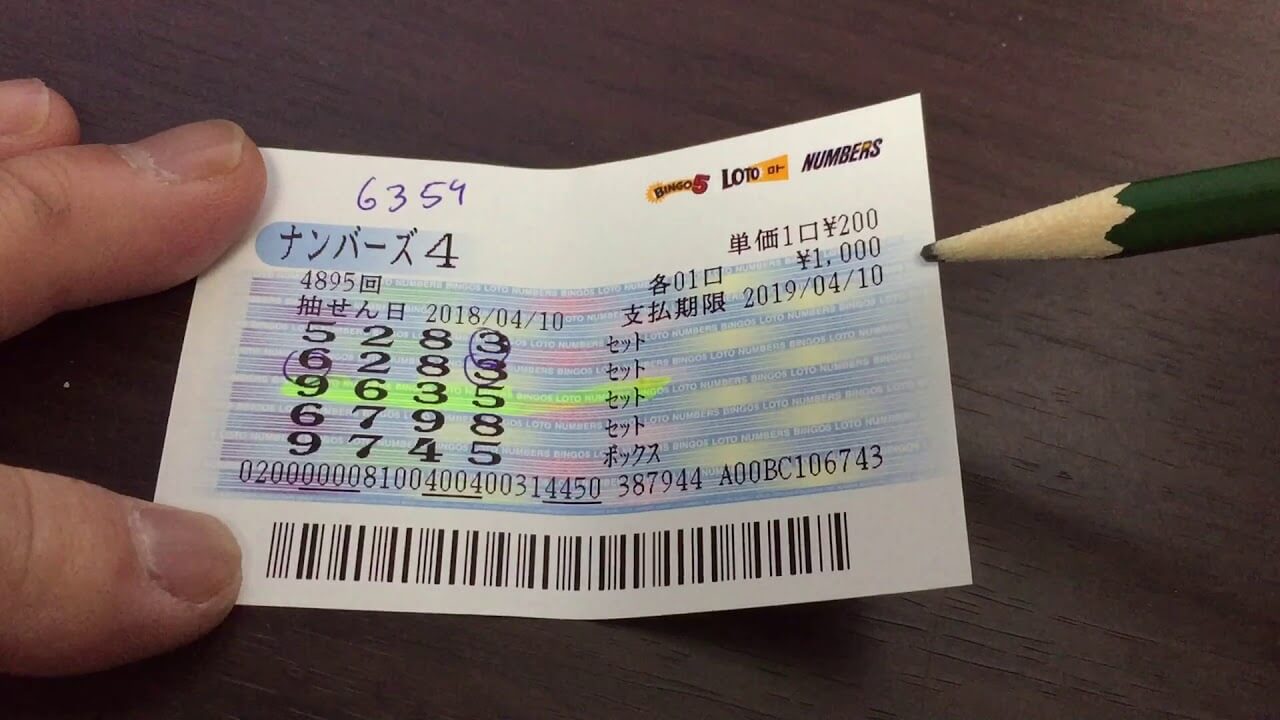 BINGO5 LOTO ロト NUMBERS
6359
ナンバーズ4
単価1口¥200
4895回 各01口 ¥1,000
抽せん日 2018/04/10 支払期限 2019/04/10
5 2 8 3 セット
6 2 8 3 セット
9 6 3 5 セット
6 7 9 8 セット
9 7 4 5 ボックス
020000008100400400314450 387944 A00BC106743